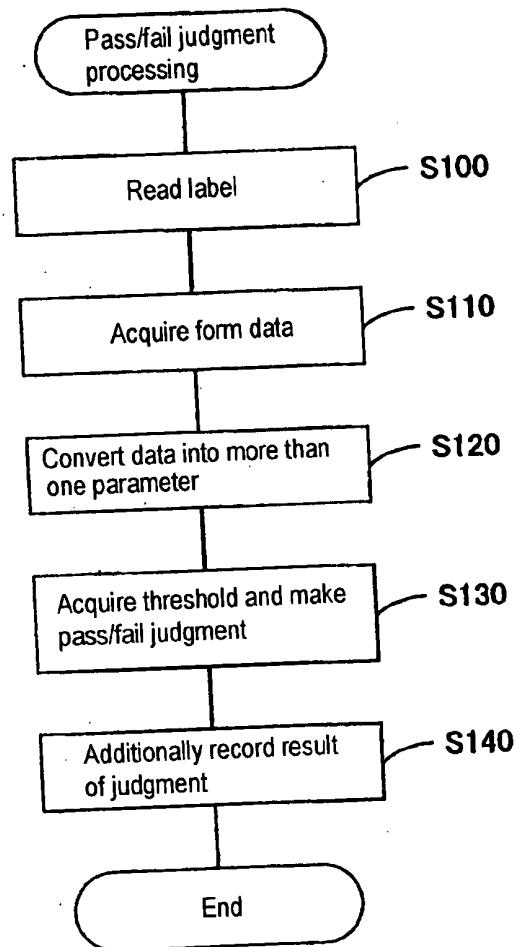 Pass/fail judgment
processing
Read label
S100
Acquire form data
S110
Convert data into more than
one parameter
S120
Acquire threshold and make
pass/fail judgment
S130
Additionally record result
of judgment
S140
End